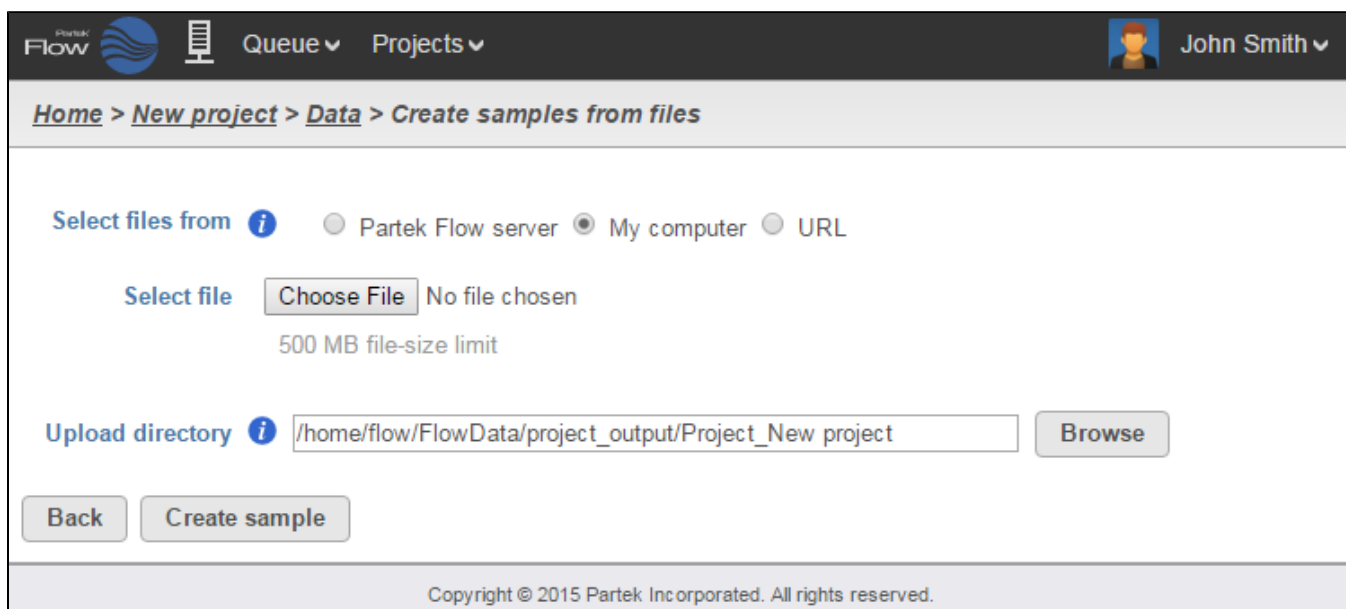 Partek
Flow Queue Projects John Smith
Home > New project > Data > Create samples from files
Select files from i Partek Flow server My computer URL
Select file Choose File No file chosen
500 MB file-size limit
Upload directory i /home/flow/FlowData/project_output/Project_New project Browse
Back Create sample
Copyright © 2015 Partek Incorporated. All rights reserved.